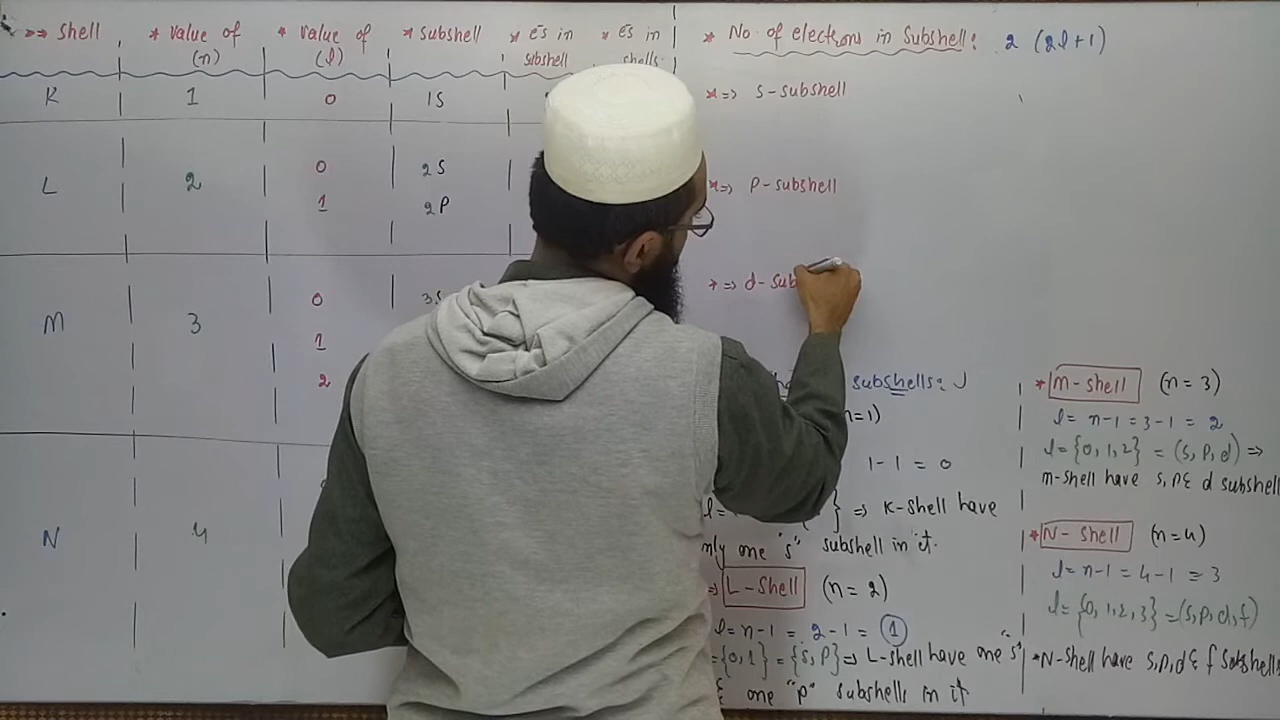 »» Shell * Value of (n) * Value of (l) * Subshell * es in subshell * es in shells
K 1 0 1S
L 2 0 2S
1 2P
M 3 0 3S
1
2
N 4
* No. of electrons in Subshell: 2 (2l+1)
*=> S-subshell
*=> P-subshell
*=> d-sub
subshells:
n=1)
1-1 = 0
l= } => K-shell have
only one "s" subshell in it.
=> L-Shell (n=2)
l=n-1 = 2-1 = 1
={0,1} = {S,P} => L-shell have one "s"
& one "p" subshells in it
* M-shell (n=3)
l= n-1 = 3-1 = 2
l={0,1,2} = (S,P,d) =>
m-shell have s,p & d subshell
* N-shell (n=4)
l=n-1=4-1 =3
l={0,1,2,3} =(s,p,d,f)
* N-shell have s,p,d & f subshells